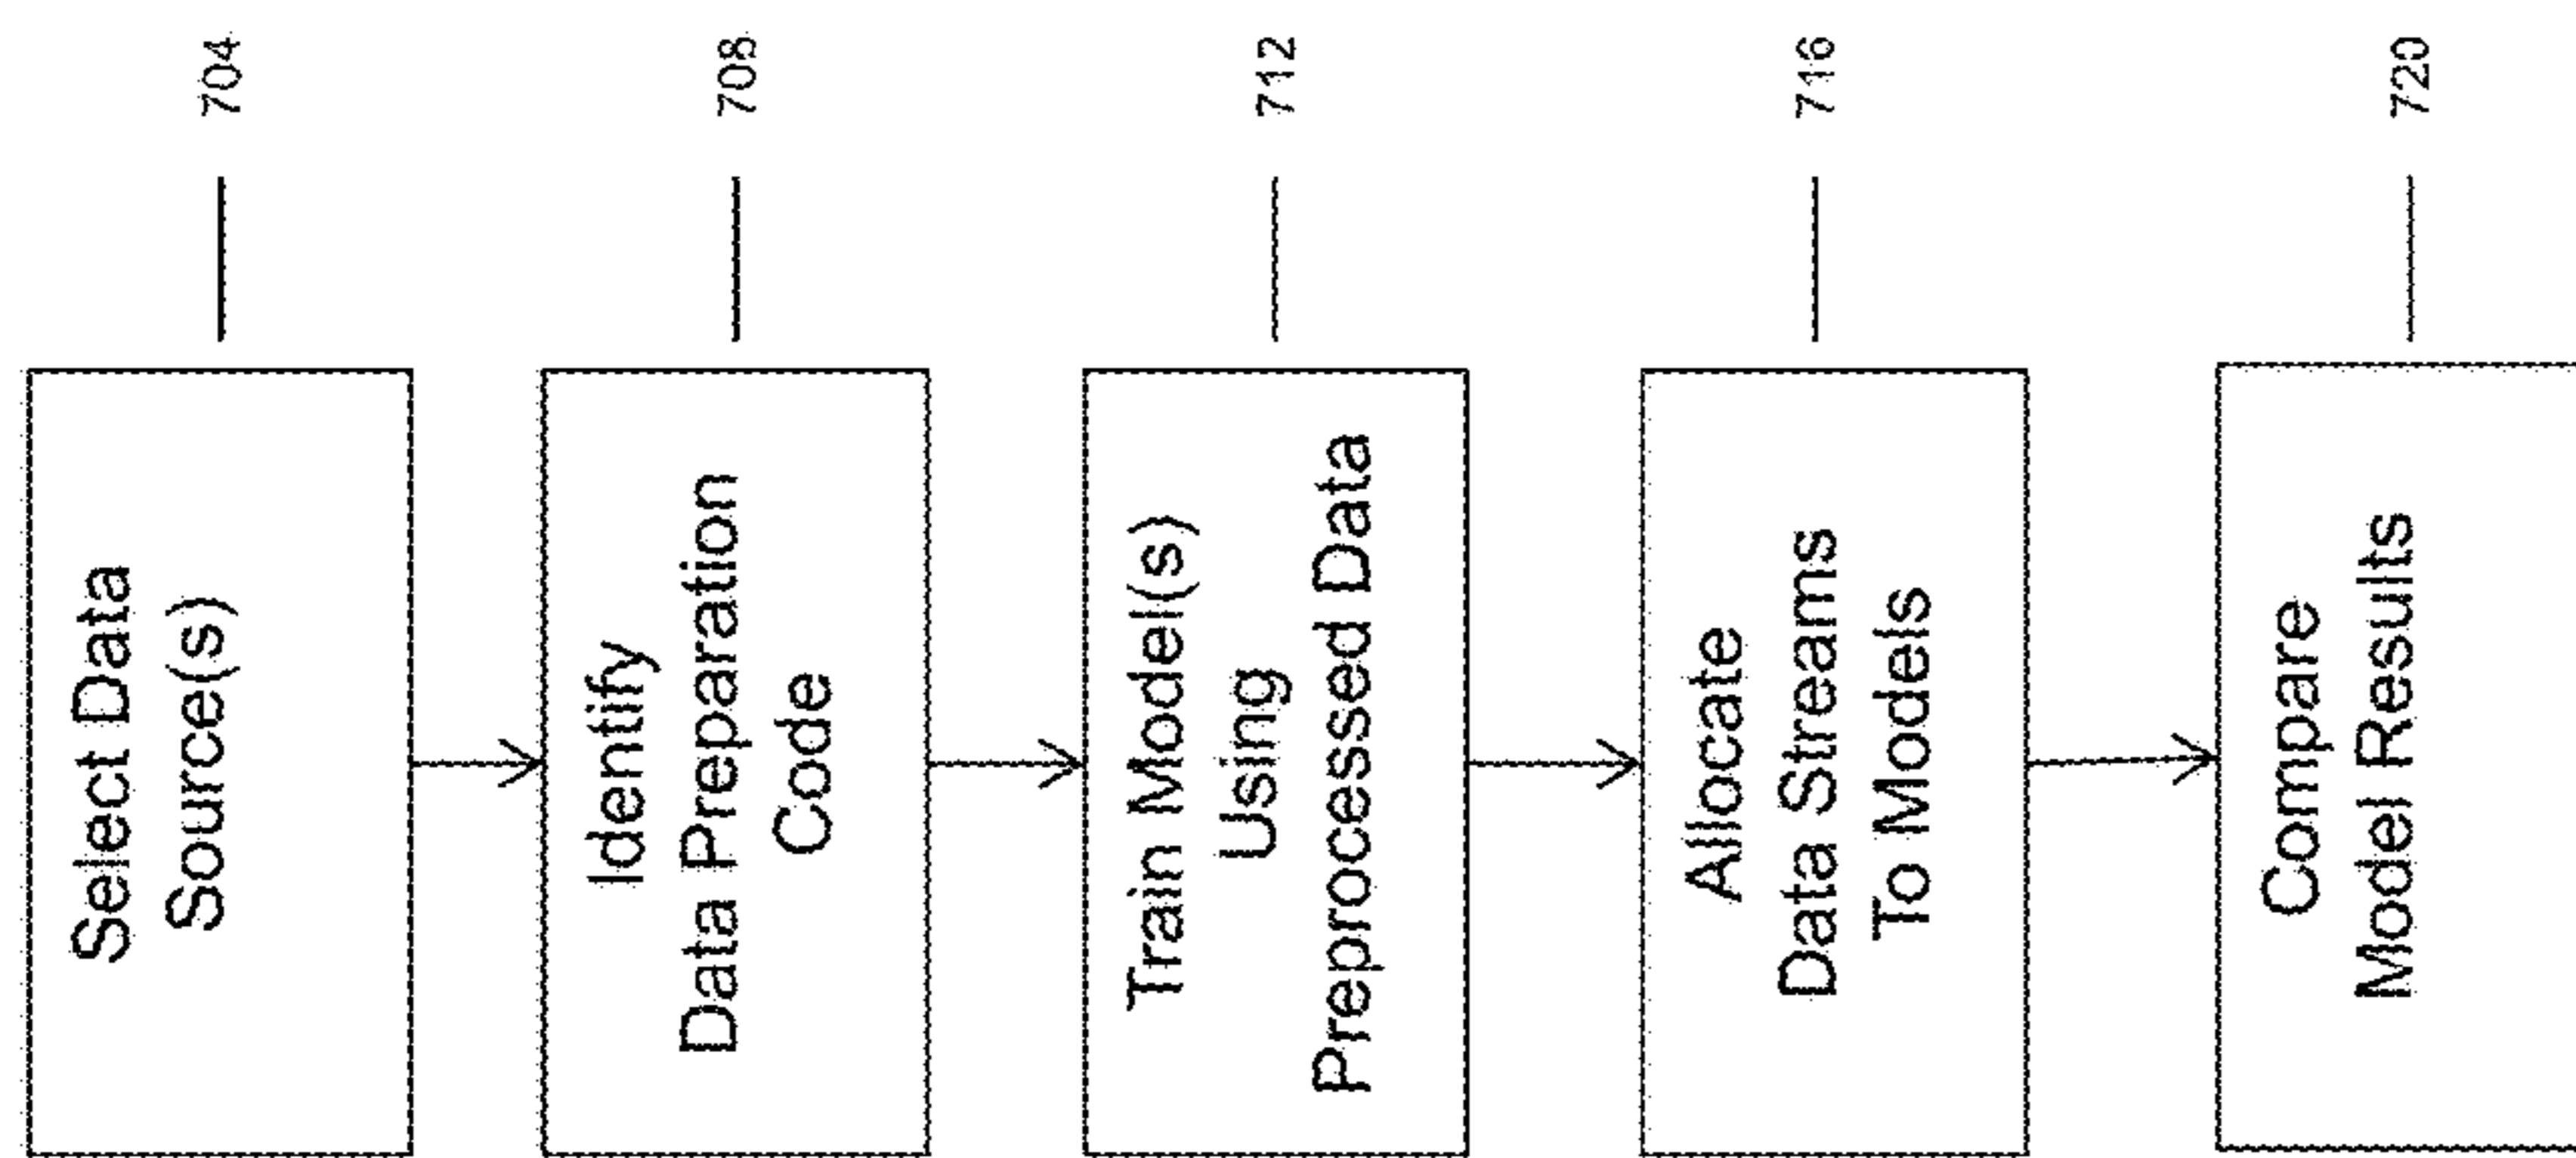 Select Data
Source(s)
704
Identify
Data Preparation
Code
708
Train Model(s)
Using
Preprocessed Data
712
Allocate
Data Streams
To Models
716
Compare
Model Results
720